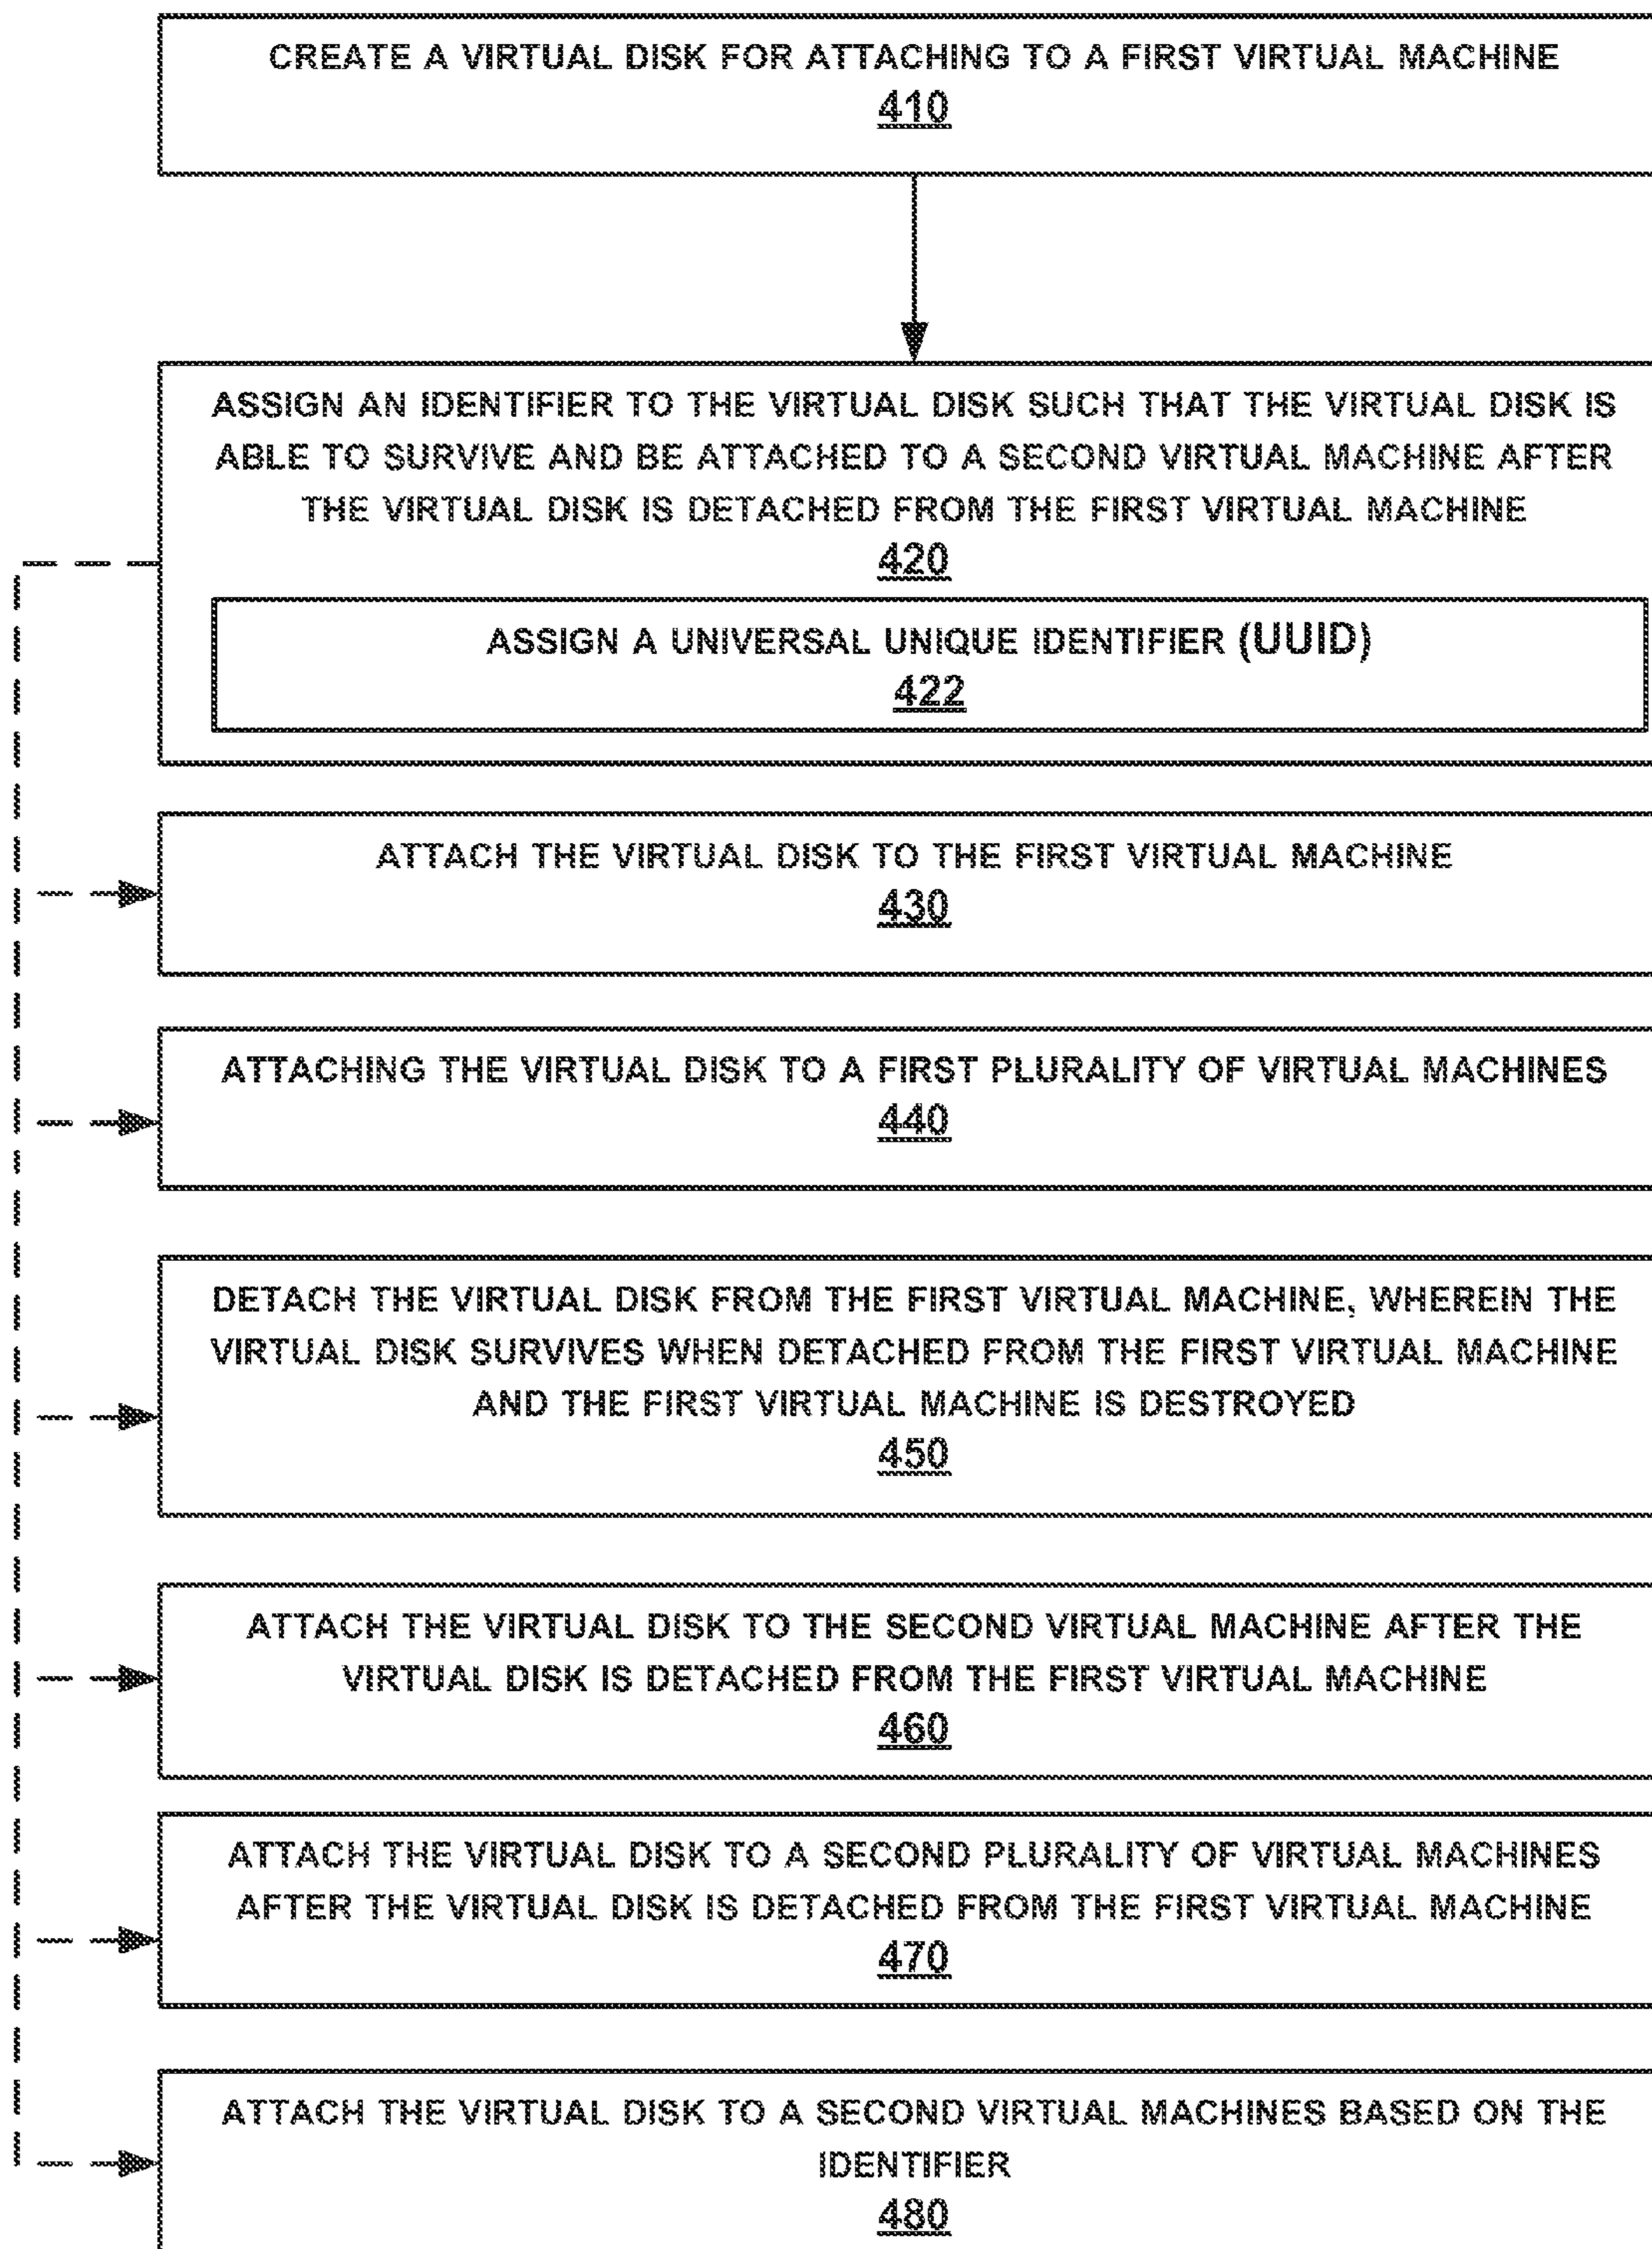 CREATE A VIRTUAL DISK FOR ATTACHING TO A FIRST VIRTUAL MACHINE
410
ASSIGN AN IDENTIFIER TO THE VIRTUAL DISK SUCH THAT THE VIRTUAL DISK IS
ABLE TO SURVIVE AND BE ATTACHED TO A SECOND VIRTUAL MACHINE AFTER
THE VIRTUAL DISK IS DETACHED FROM THE FIRST VIRTUAL MACHINE
420
ASSIGN A UNIVERSAL UNIQUE IDENTIFIER (UUID)
422
ATTACH THE VIRTUAL DISK TO THE FIRST VIRTUAL MACHINE
430
ATTACHING THE VIRTUAL DISK TO A FIRST PLURALITY OF VIRTUAL MACHINES
440
DETACH THE VIRTUAL DISK FROM THE FIRST VIRTUAL MACHINE, WHEREIN THE
VIRTUAL DISK SURVIVES WHEN DETACHED FROM THE FIRST VIRTUAL MACHINE
AND THE FIRST VIRTUAL MACHINE IS DESTROYED
450
ATTACH THE VIRTUAL DISK TO THE SECOND VIRTUAL MACHINE AFTER THE
VIRTUAL DISK IS DETACHED FROM THE FIRST VIRTUAL MACHINE
460
ATTACH THE VIRTUAL DISK TO A SECOND PLURALITY OF VIRTUAL MACHINES
AFTER THE VIRTUAL DISK IS DETACHED FROM THE FIRST VIRTUAL MACHINE
470
ATTACH THE VIRTUAL DISK TO A SECOND VIRTUAL MACHINES BASED ON THE
IDENTIFIER
480